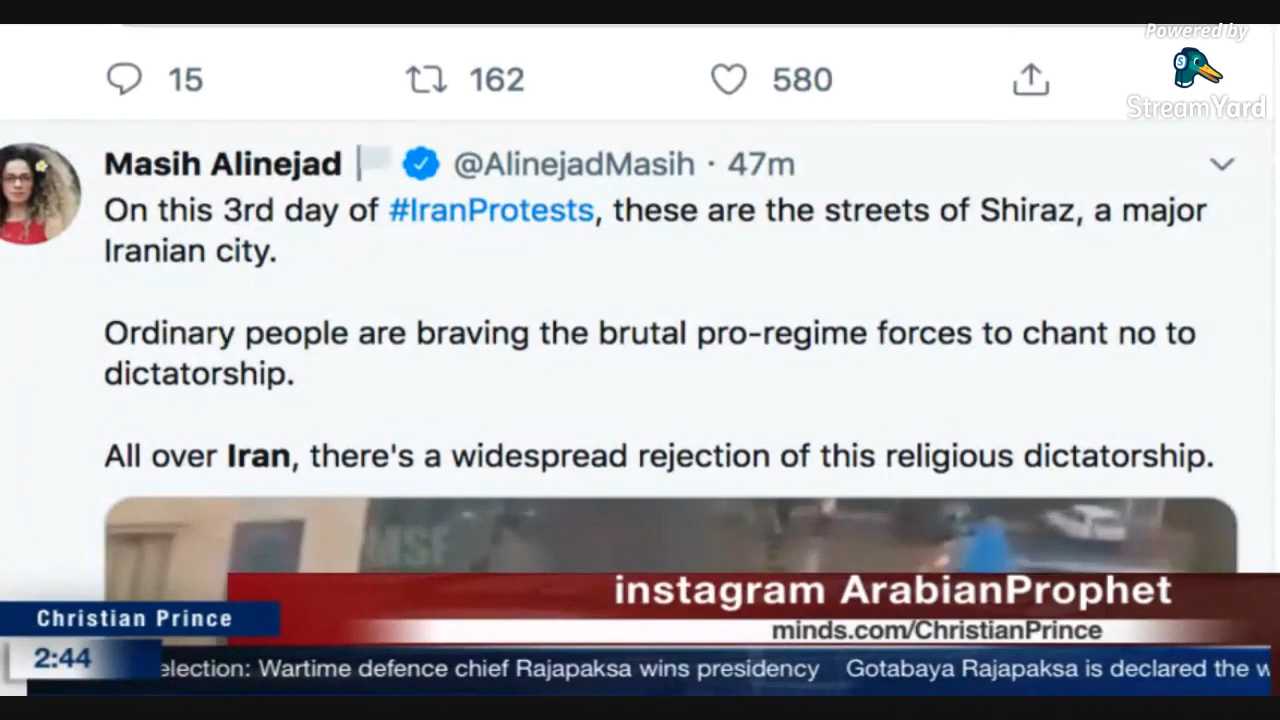 Powered by
StreamYard
15 162 580
Masih Alinejad @AlinejadMasih · 47m
On this 3rd day of #IranProtests, these are the streets of Shiraz, a major
Iranian city.
Ordinary people are braving the brutal pro-regime forces to chant no to
dictatorship.
All over Iran, there's a widespread rejection of this religious dictatorship.
instagram ArabianProphet
Christian Prince
minds.com/ChristianPrince
2:44
election: Wartime defence chief Rajapaksa wins presidency Gotabaya Rajapaksa is declared the